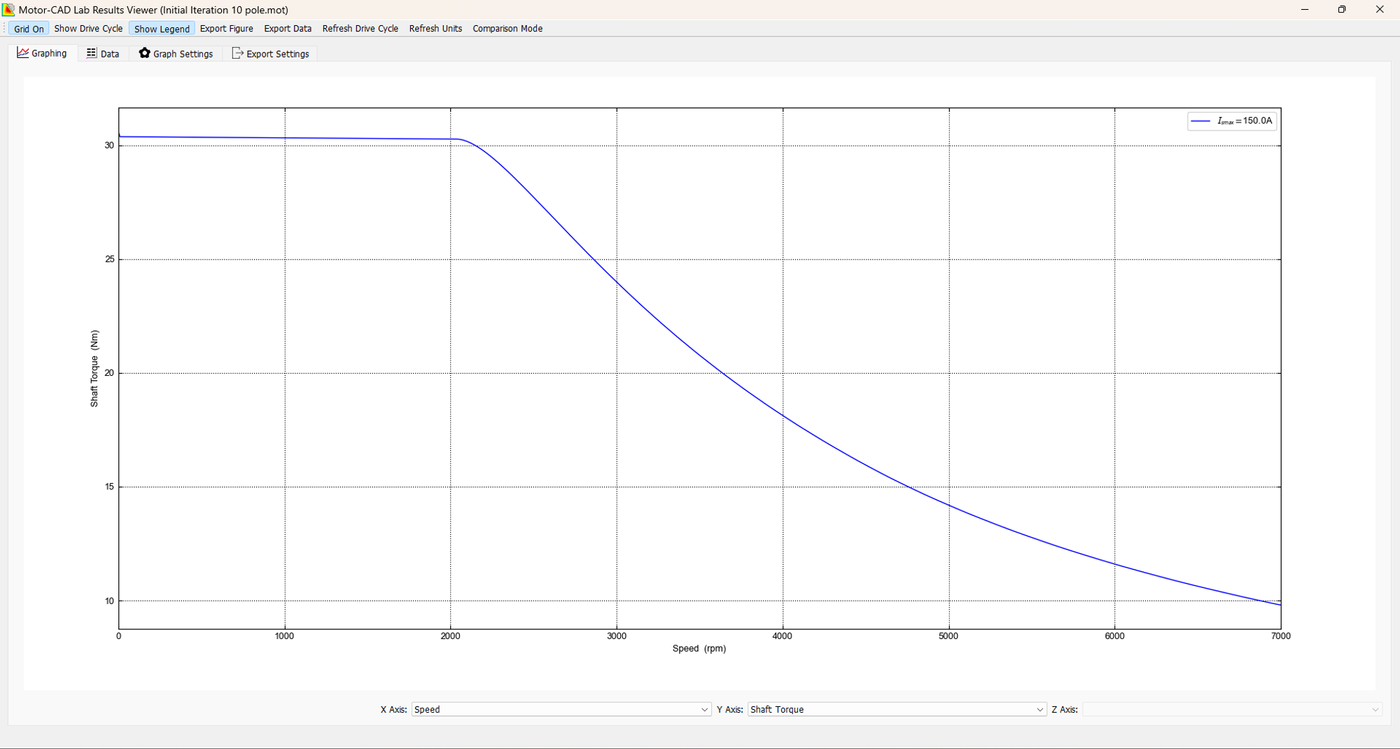 Motor-CAD Lab Results Viewer (Initial Iteration 10 pole.mot)
Grid On Show Drive Cycle Show Legend Export Figure Export Data Refresh Drive Cycle Refresh Units Comparison Mode
Graphing Data Graph Settings Export Settings
I_smax = 150.0A
30
25
20
15
10
Shaft Torque (Nm)
0 1000 2000 3000 4000 5000 6000 7000
Speed (rpm)
X Axis: Speed Y Axis: Shaft Torque Z Axis: